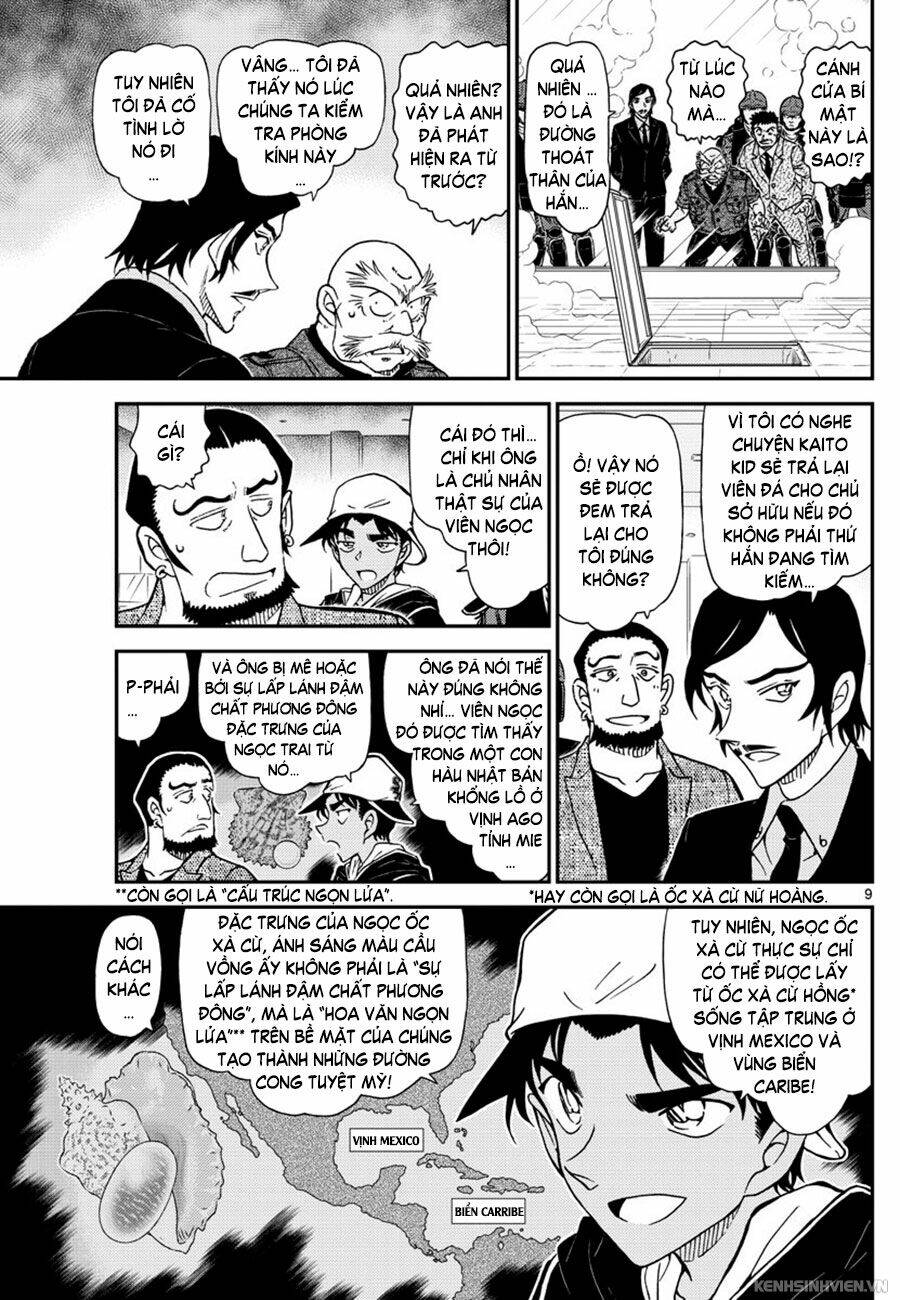 CÁNH
CỬA BÍ
MẬT
NÀY LÀ
SAO!?
TỪ LÚC
NÀO
MÀ...
QUẢ
NHIÊN ...
ĐÓ LÀ
ĐƯỜNG
THOÁT
THÂN CỦA
HẮN...
QUẢ NHIÊN?
VẬY LÀ ANH
ĐÃ PHÁT
HIỆN RA TỪ
TRƯỚC?
VÂNG... TÔI ĐÃ
THẤY NÓ LÚC
CHÚNG TA KIỂM
TRA PHÒNG
KÍNH NÀY
...
TUY NHIÊN
TÔI ĐÃ CỐ
TÌNH LỜ
NÓ ĐI
...
VÌ TÔI CÓ NGHE
CHUYỆN KAITO
KID SẼ TRẢ LẠI
VIÊN ĐÁ CHO CHỦ
SỞ HỮU NẾU ĐÓ
KHÔNG PHẢI THỨ
HẮN ĐANG TÌM
KIẾM...
Ồ! VẬY NÓ
SẼ ĐƯỢC
ĐEM TRẢ
LẠI CHO
TÔI ĐÚNG
KHÔNG?
CÁI ĐÓ THÌ...
CHỈ KHI ÔNG
LÀ CHỦ NHÂN
THẬT SỰ CỦA
VIÊN NGỌC
THÔI!
CÁI
GÌ?
ÔNG ĐÃ NÓI THẾ
NÀY ĐÚNG KHÔNG
NHỈ... VIÊN NGỌC
ĐÓ ĐƯỢC TÌM THẤY
TRONG MỘT CON
HÀU NHẬT BẢN
KHỔNG LỒ Ở
VỊNH AGO
TỈNH MIE
...
VÀ ÔNG BỊ MÊ HOẶC
BỞI SỰ LẤP LÁNH ĐẬM
CHẤT PHƯƠNG ĐÔNG
ĐẶC TRƯNG CỦA
NGỌC TRAI TỪ
NÓ...
P-PHẢI
...
9
*HAY CÒN GỌI LÀ ỐC XÀ CỪ NỮ HOÀNG.
**CÒN GỌI LÀ "CẤU TRÚC NGỌN LỬA".
TUY NHIÊN, NGỌC ỐC
XÀ CỪ THỰC SỰ CHỈ
CÓ THỂ ĐƯỢC LẤY
TỪ ỐC XÀ CỪ HỒNG*
SỐNG TẬP TRUNG Ở
VỊNH MEXICO VÀ
VÙNG BIỂN
CARIBE!
ĐẶC TRƯNG CỦA NGỌC ỐC
XÀ CỪ, ÁNH SÁNG MÀU CẦU
VỒNG ẤY KHÔNG PHẢI LÀ "SỰ
LẤP LÁNH ĐẬM CHẤT PHƯƠNG
ĐÔNG", MÀ LÀ "HOA VĂN NGỌN
LỬA"** TRÊN BỀ MẶT CỦA CHÚNG
TẠO THÀNH NHỮNG ĐƯỜNG
CONG TUYỆT MỸ!
NÓI
CÁCH
KHÁC
...
VỊNH MEXICO
BIỂN CARRIBE
KENHSINHVIEN.VN